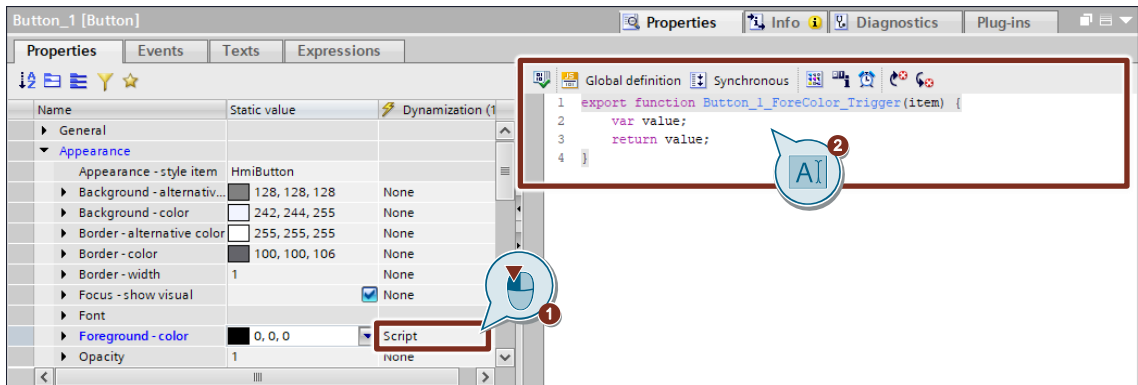 Button_1 [Button]
Properties Info Diagnostics Plug-ins
Properties Events Texts Expressions
Name Static value Dynamization (1
General
Appearance
Appearance - style item HmiButton
Background - alternativ... 128, 128, 128 None
Background - color 242, 244, 255 None
Border - alternative color 255, 255, 255 None
Border - color 100, 100, 106 None
Border - width 1 None
Focus - show visual None
Font
Foreground - color 0, 0, 0 Script
Opacity 1 None
1
Global definition Synchronous
1 export function Button_1_ForeColor_Trigger(item) {
2 var value;
3 return value;
4 }
2
A